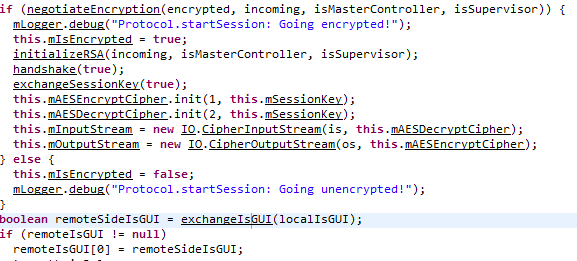 if (negotiateEncryption(encrypted, incoming, isMasterController, isSupervisor)) {
mLogger.debug("Protocol.startSession: Going encrypted!");
this.mIsEncrypted = true;
initializeRSA(incoming, isMasterController, isSupervisor);
handshake(true);
exchangeSessionKey(true);
this.mAESEncryptCipher.init(1, this.mSessionKey);
this.mAESDecryptCipher.init(2, this.mSessionKey);
this.mInputStream = new IO.CipherInputStream(is, this.mAESDecryptCipher);
this.mOutputStream = new IO.CipherOutputStream(os, this.mAESEncryptCipher);
} else {
this.mIsEncrypted = false;
mLogger.debug("Protocol.startSession: Going unencrypted!");
}
boolean remoteSideIsGUI = exchangeIsGUI(localIsGUI);
if (remoteIsGUI != null)
remoteIsGUI[0] = remoteSideIsGUI;